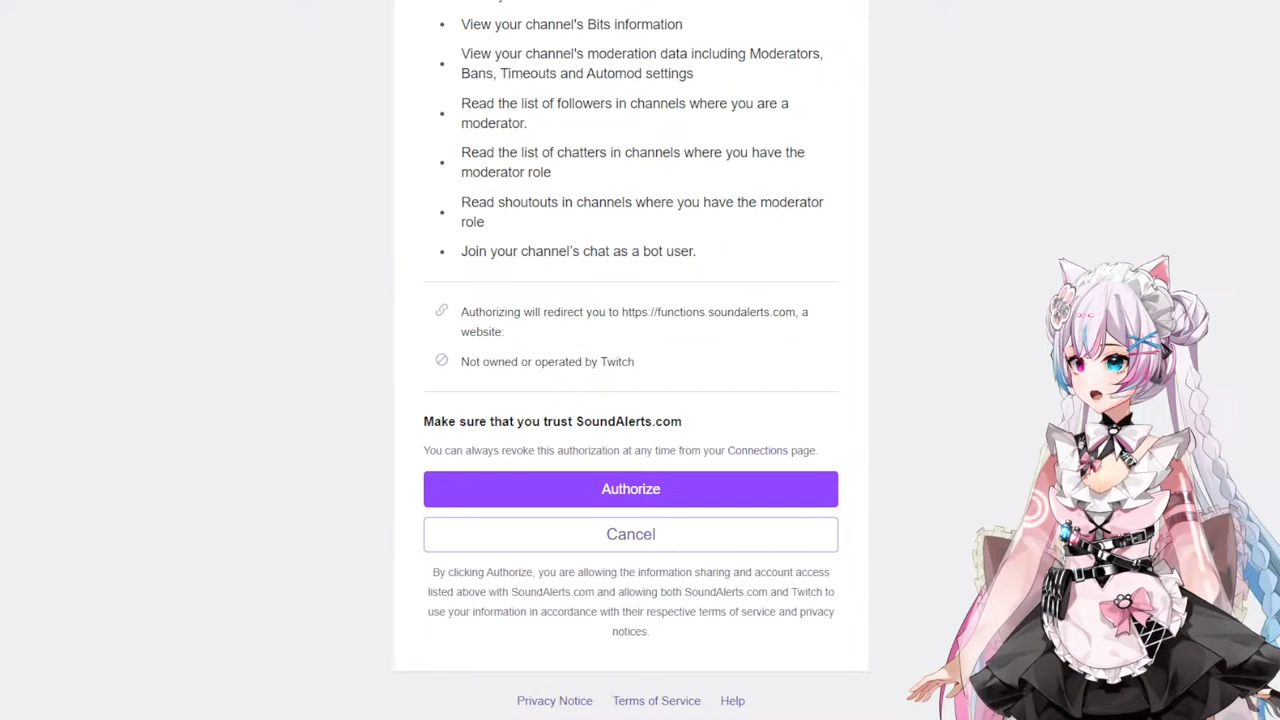 View your channel's Bits information
View your channel's moderation data including Moderators,
Bans, Timeouts and Automod settings
Read the list of followers in channels where you are a
moderator.
Read the list of chatters in channels where you have the
moderator role
Read shoutouts in channels where you have the moderator
role
Join your channel's chat as a bot user.
Authorizing will redirect you to https://functions.soundalerts.com, a
website:
Not owned or operated by Twitch
Make sure that you trust SoundAlerts.com
You can always revoke this authorization at any time from your Connections page.
Authorize
Cancel
By clicking Authorize, you are allowing the information sharing and account access
listed above with SoundAlerts.com and allowing both SoundAlerts.com and Twitch to
use your information in accordance with their respective terms of service and privacy
notices.
Privacy Notice Terms of Service Help